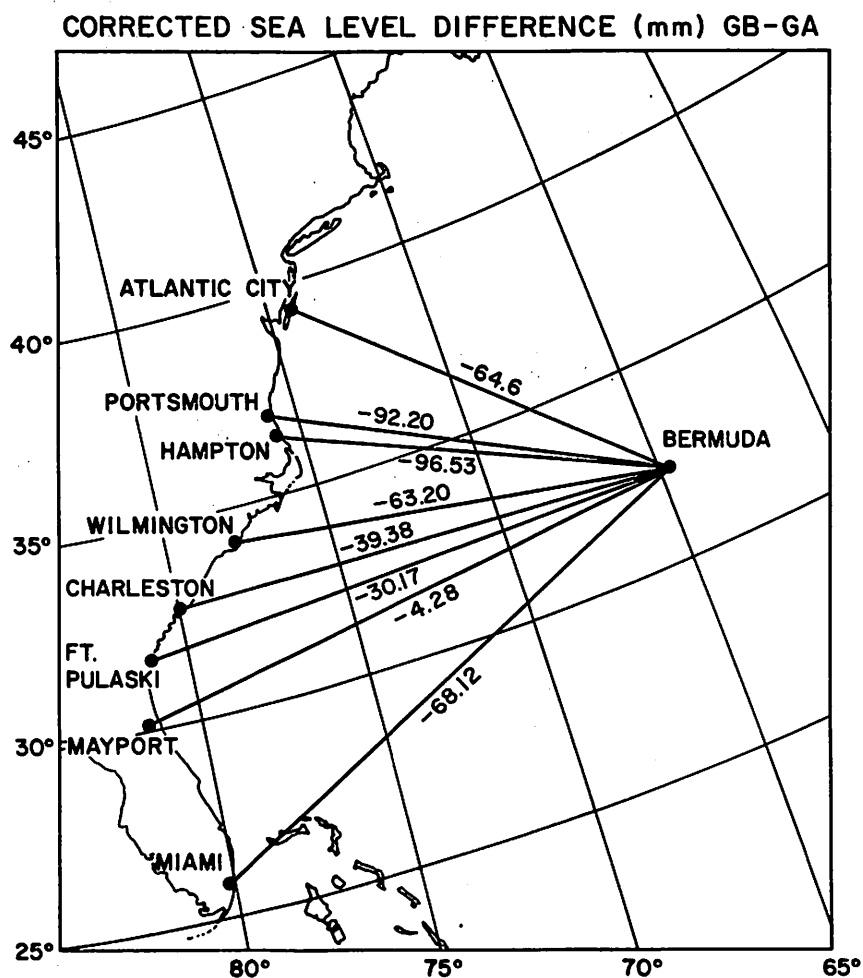 CORRECTED SEA LEVEL DIFFERENCE (mm) GB-GA
45°
ATLANTIC CITY
40°
-64.6
PORTSMOUTH
-92.20
BERMUDA
HAMPTON
-96.53
-63.20
WILMINGTON
35°
-39.38
CHARLESTON
-30.17
-4.28
FT.
PULASKI
-68.12
30°
MAYPORT
MIAMI
25°
80°
75°
70°
65°